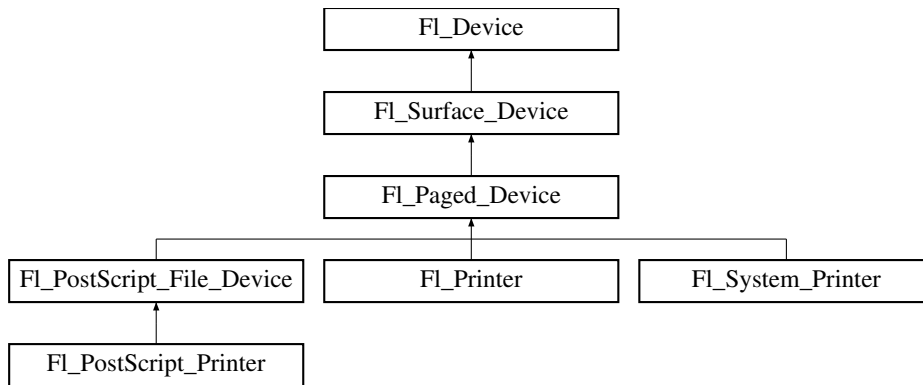 Fl_Device
Fl_Surface_Device
Fl_Paged_Device
Fl_PostScript_File_Device
Fl_Printer
Fl_System_Printer
Fl_PostScript_Printer